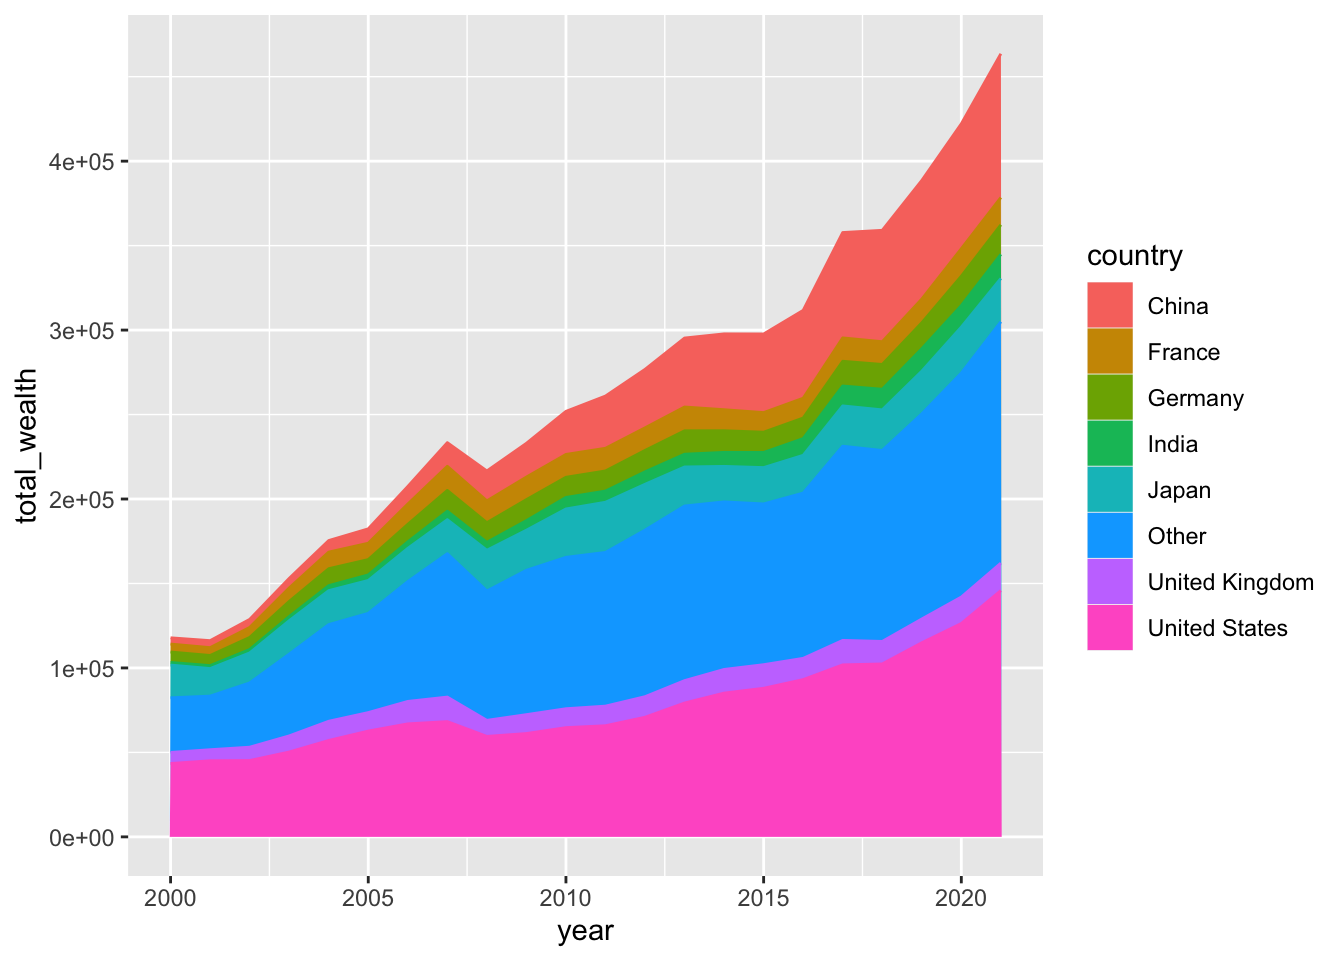 total_wealth
4e+05
3e+05
2e+05
1e+05
0e+00
2000 2005 2010 2015 2020
year
country
China
France
Germany
India
Japan
Other
United Kingdom
United States